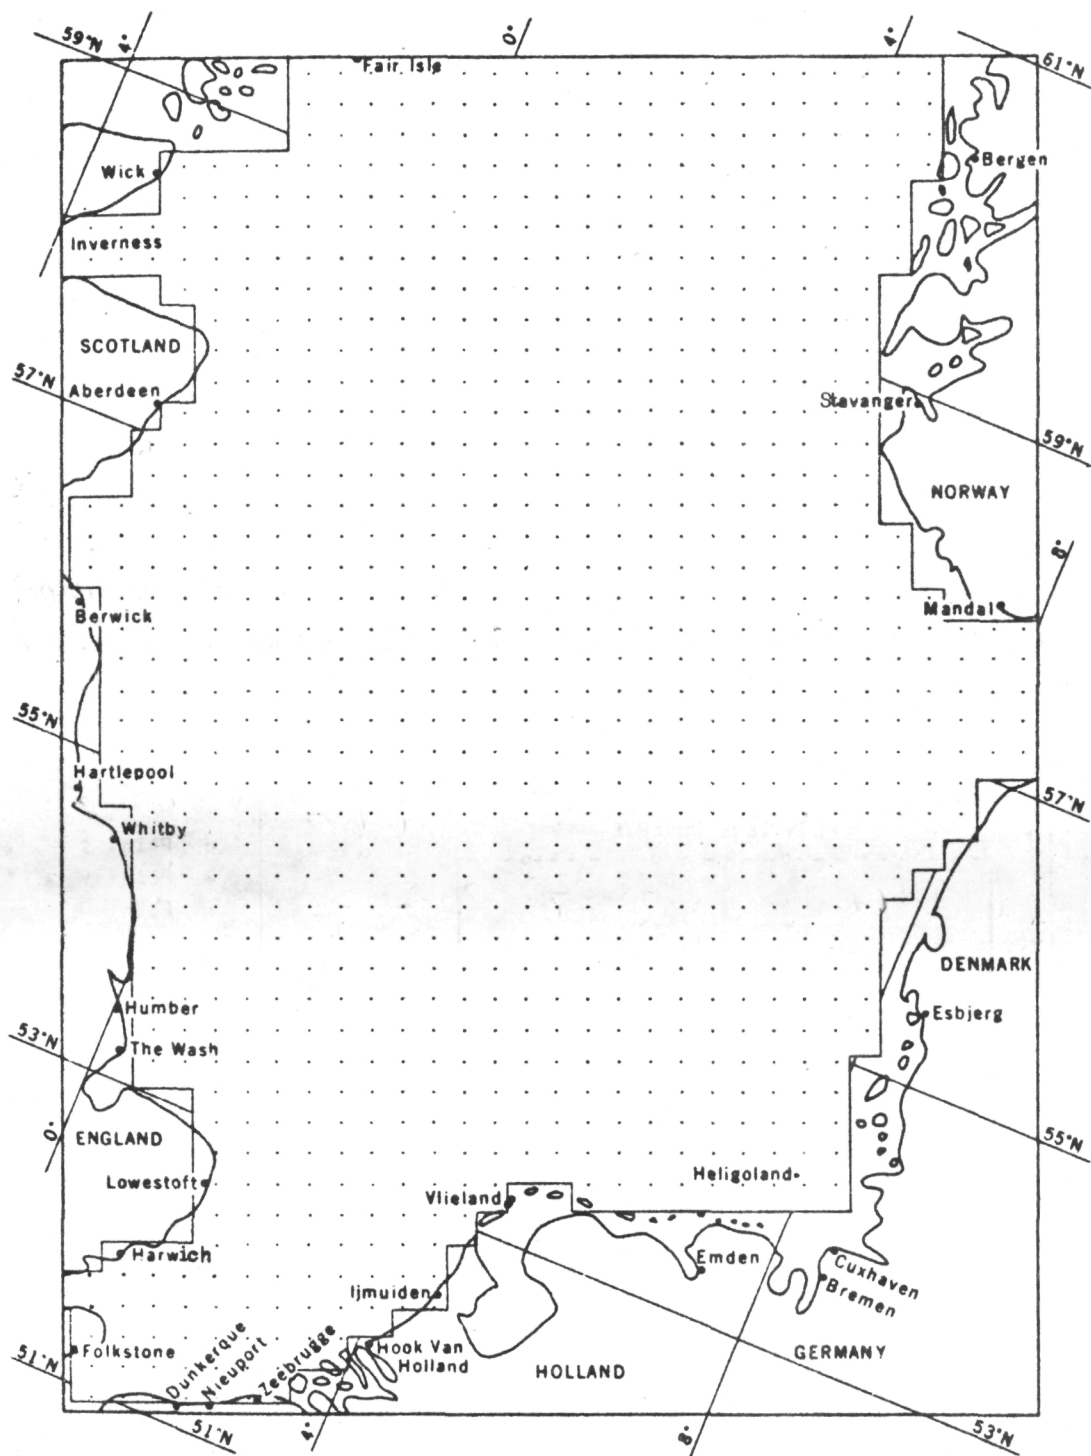 59°N
4°
0°
4°
61°N
Fair Isle
Wick
Bergen
Inverness
SCOTLAND
57°N
Aberdeen
Stavanger
59°N
NORWAY
8°
Berwick
Mandal
55°N
Hartlepool
57°N
Whitby
DENMARK
Humber
Esbjerg
53°N
The Wash
0°
ENGLAND
55°N
Heligoland
Lowestoft
Vlieland
Harwich
Emden
Cuxhaven
Bremen
Ijmuiden
Folkstone
Dunkerque
Nieuport
Zeebrugge
Hook Van
Holland
HOLLAND
GERMANY
51°N
51°N
4°
8°
53°N